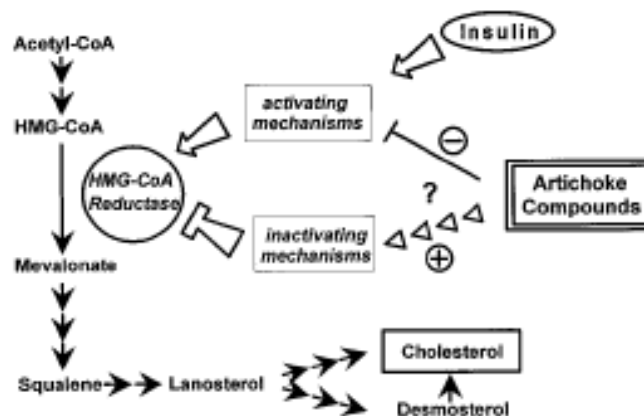 Acetyl-CoA
Insulin
activating
mechanisms
HMG-CoA
−
HMG-CoA
Reductase
?
Artichoke
Compounds
inactivating
mechanisms
+
Mevalonate
Cholesterol
Squalene
Lanosterol
Desmosterol